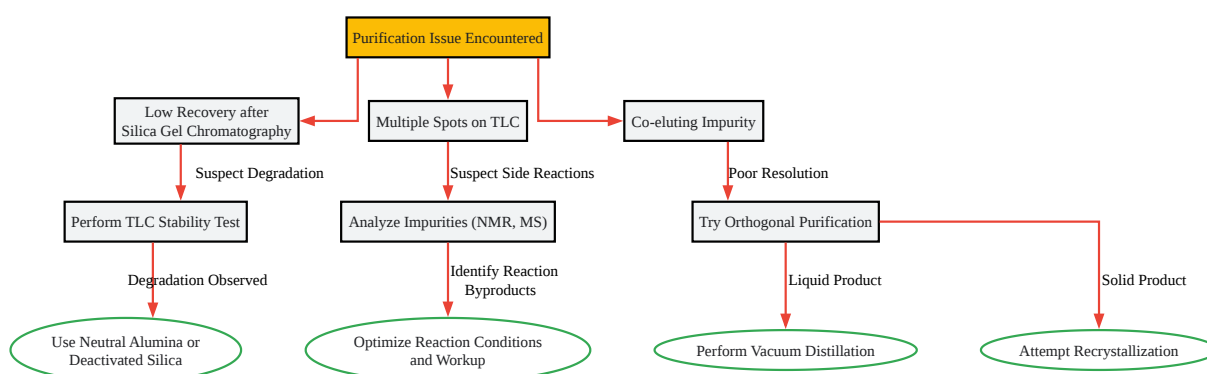 Purification Issue Encountered
Low Recovery after
Silica Gel Chromatography
Multiple Spots on TLC
Co-eluting Impurity
Suspect Degradation
Suspect Side Reactions
Poor Resolution
Perform TLC Stability Test
Analyze Impurities (NMR, MS)
Try Orthogonal Purification
Degradation Observed
Identify Reaction
Byproducts
Liquid Product
Solid Product
Use Neutral Alumina or
Deactivated Silica
Optimize Reaction Conditions
and Workup
Perform Vacuum Distillation
Attempt Recrystallization